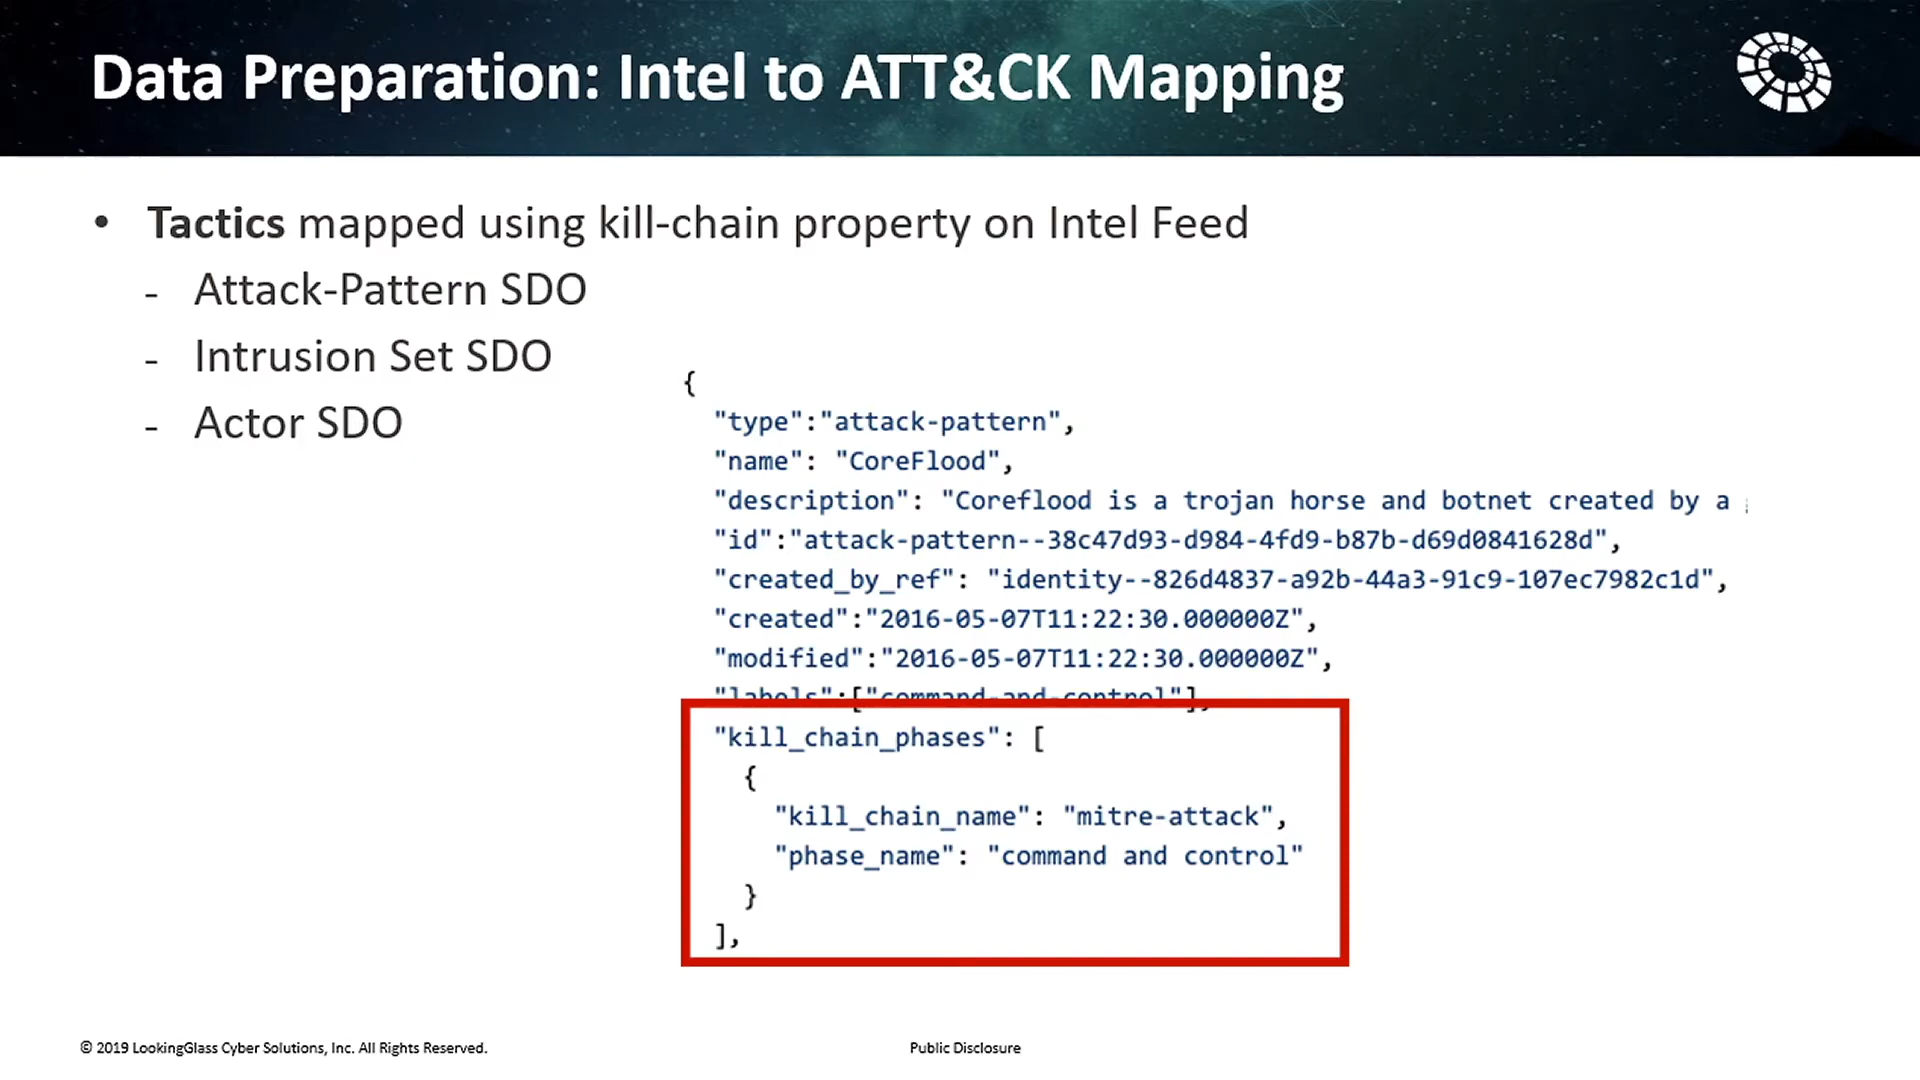 Data Preparation: Intel to ATT&CK Mapping
• Tactics mapped using kill-chain property on Intel Feed
- Attack-Pattern SDO
- Intrusion Set SDO
- Actor SDO
{
"type":"attack-pattern",
"name": "CoreFlood",
"description": "Coreflood is a trojan horse and botnet created by a
"id":"attack-pattern--38c47d93-d984-4fd9-b87b-d69d0841628d",
"created_by_ref": "identity--826d4837-a92b-44a3-91c9-107ec7982c1d",
"created":"2016-05-07T11:22:30.000000Z",
"modified":"2016-05-07T11:22:30.000000Z",
"labels":["command-and-control"],
"kill_chain_phases": [
{
"kill_chain_name": "mitre-attack",
"phase_name": "command and control"
}
],
© 2019 LookingGlass Cyber Solutions, Inc. All Rights Reserved.
Public Disclosure